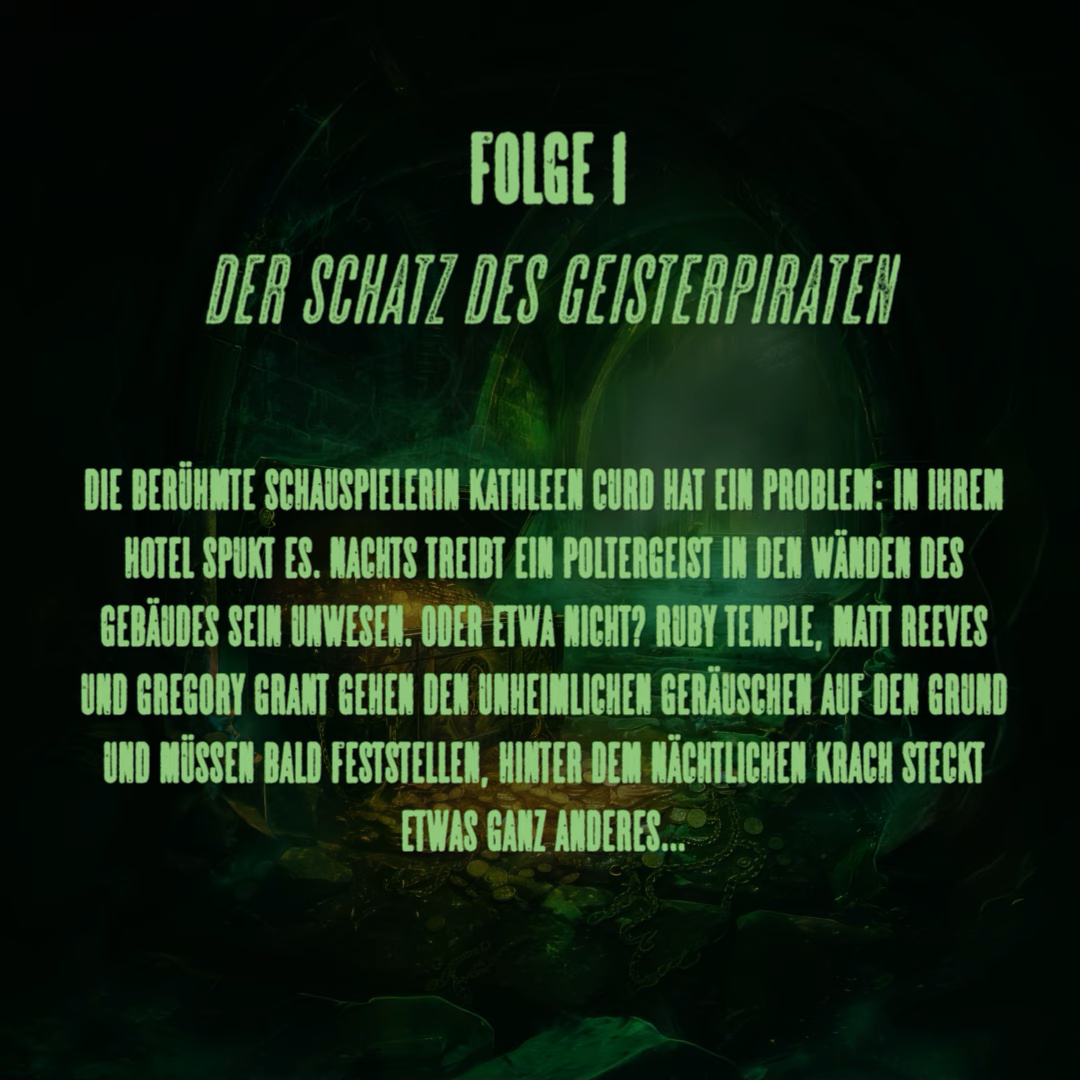 FOLGE 1
DER SCHATZ DES GEISTERPIRATEN
DIE BERÜHMTE SCHAUSPIELERIN KATHLEEN CURD HAT EIN PROBLEM: IN IHREM
HOTEL SPUKT ES. NACHTS TREIBT EIN POLTERGEIST IN DEN WÄNDEN DES
GEBÄUDES SEIN UNWESEN. ODER ETWA NICHT? RUBY TEMPLE, MATT REEVES
UND GREGORY GRANT GEHEN DEN UNHEIMLICHEN GERÄUSCHEN AUF DEN GRUND
UND MÜSSEN BALD FESTSTELLEN, HINTER DEM NÄCHTLICHEN KRACH STECKT
ETWAS GANZ ANDERES...